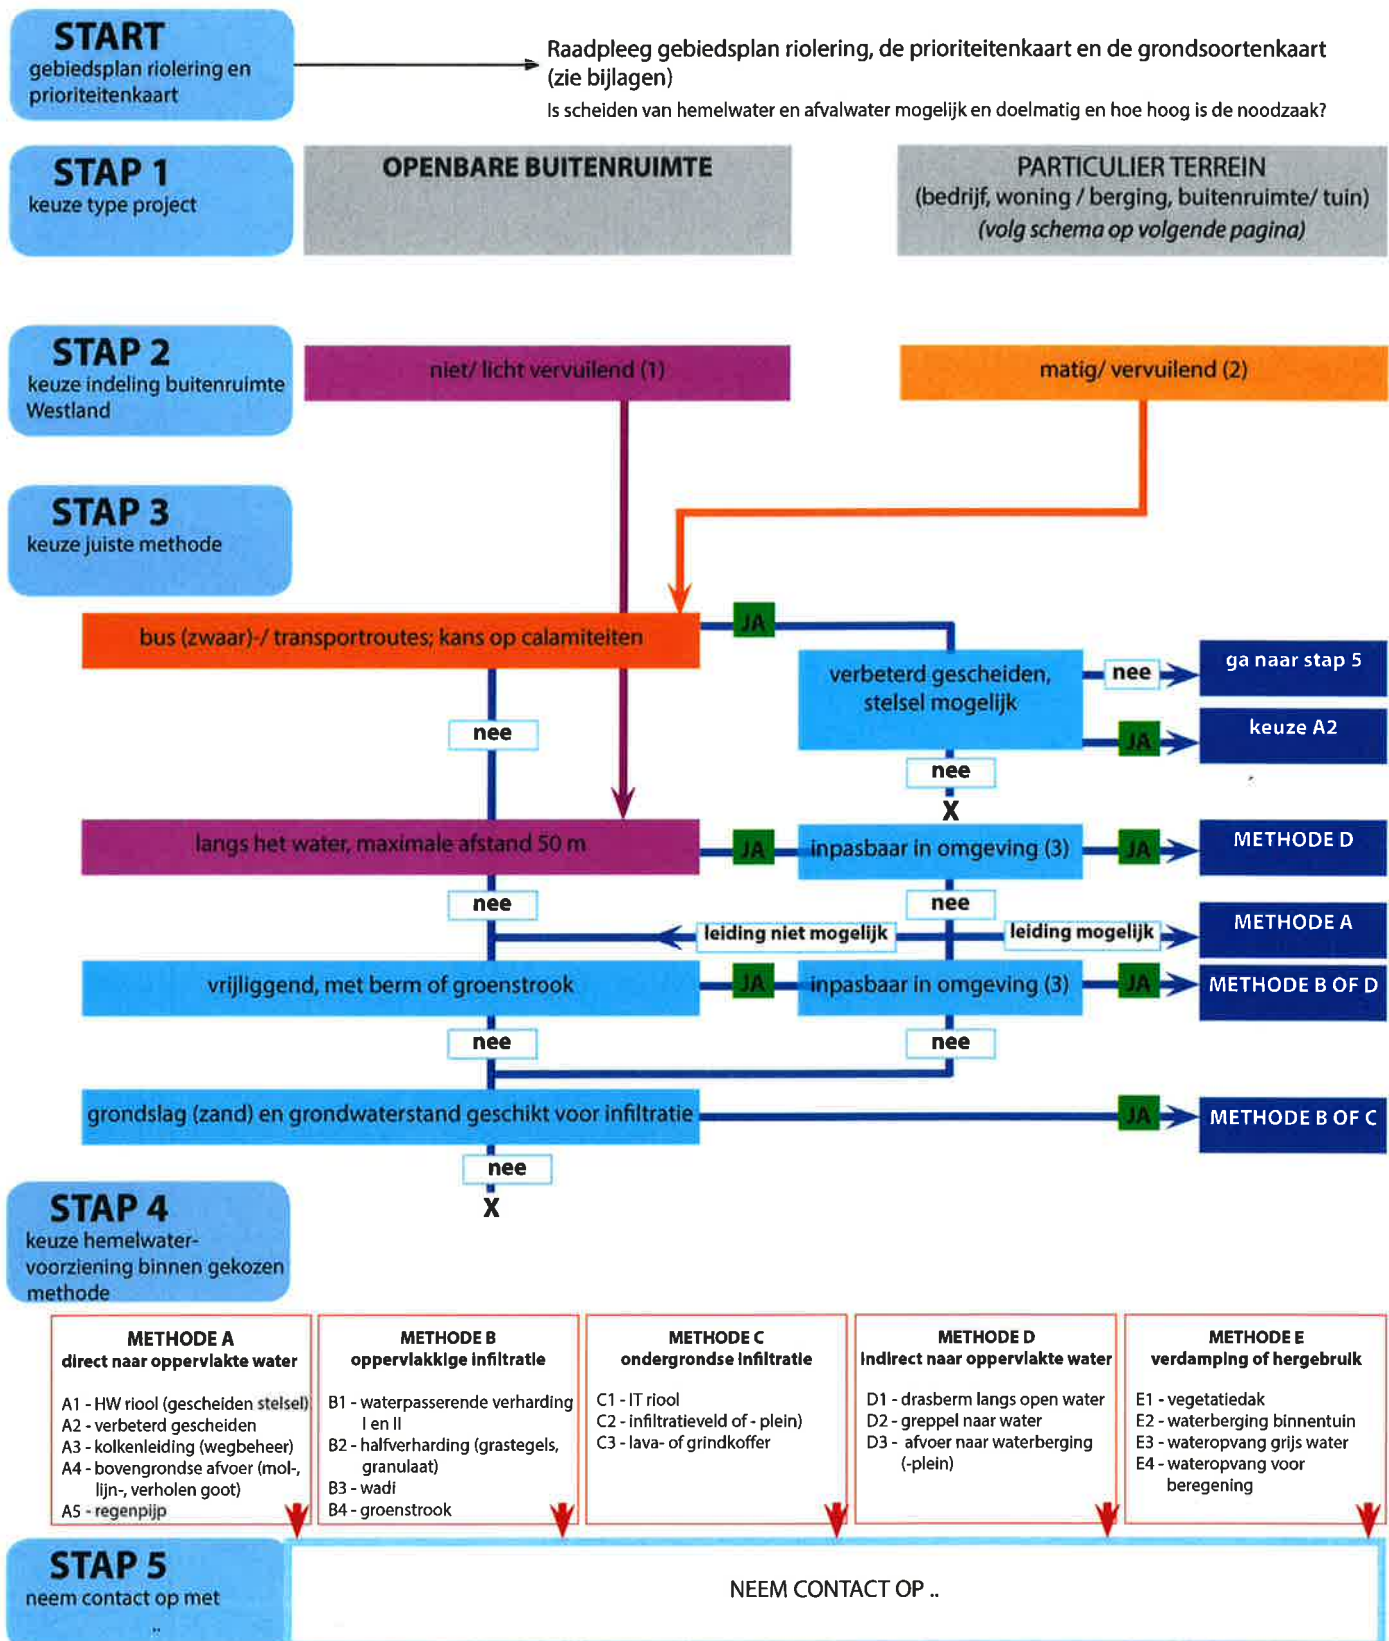 START
gebiedsplan riolering en
prioriteitenkaart
Raadpleeg gebiedsplan riolering, de prioriteitenkaart en de grondsoortenkaart
(zie bijlagen)
Is scheiden van hemelwater en afvalwater mogelijk en doelmatig en hoe hoog is de noodzaak?
STAP 1
keuze type project
OPENBARE BUITENRUIMTE
PARTICULIER TERREIN
(bedrijf, woning / berging, buitenruimte/ tuin)
(volg schema op volgende pagina)
STAP 2
keuze indeling buitenruimte
Westland
niet/ licht vervuilend (1)
matig/ vervuilend (2)
STAP 3
keuze juiste methode
bus (zwaar)-/ transportroutes; kans op calamiteiten
JA
verbeterd gescheiden,
stelsel mogelijk
nee
ga naar stap 5
JA
keuze A2
nee
nee
X
langs het water, maximale afstand 50 m
JA
inpasbaar in omgeving (3)
JA
METHODE D
nee
nee
leiding niet mogelijk
leiding mogelijk
METHODE A
vrijliggend, met berm of groenstrook
JA
inpasbaar in omgeving (3)
JA
METHODE B OF D
nee
nee
grondslag (zand) en grondwaterstand geschikt voor infiltratie
JA
METHODE B OF C
nee
X
STAP 4
keuze hemelwater-
voorziening binnen gekozen
methode
METHODE A
direct naar oppervlakte water
A1 - HW riool (gescheiden stelsel)
A2 - verbeterd gescheiden
A3 - kolkenleiding (wegbeheer)
A4 - bovengrondse afvoer (mol-,
lijn-, verholen goot)
A5 - regenpijp
METHODE B
oppervlakkige infiltratie
B1 - waterpasserende verharding
I en II
B2 - halfverharding (grastegels,
granulaat)
B3 - wadi
B4 - groenstrook
METHODE C
ondergrondse infiltratie
C1 - IT riool
C2 - infiltratieveld of - plein)
C3 - lava- of grindkoffer
METHODE D
indirect naar oppervlakte water
D1 - drasberm langs open water
D2 - greppel naar water
D3 - afvoer naar waterberging
(-plein)
METHODE E
verdamping of hergebruik
E1 - vegetatiedak
E2 - waterberging binnentuin
E3 - wateropvang grijs water
E4 - wateropvang voor
beregening
STAP 5
neem contact op met
..
NEEM CONTACT OP ..